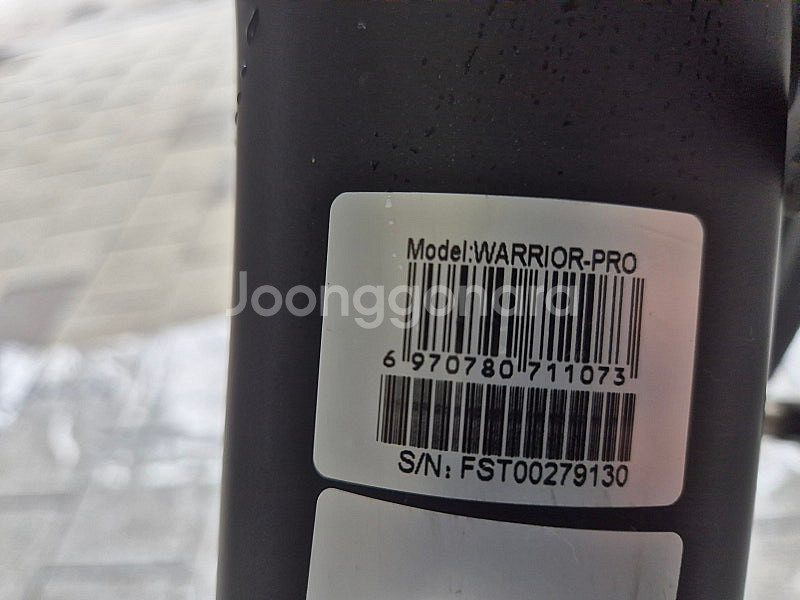 Model:WARRIOR-PRO
Joonggonara
6 970780 711073
S/N: FST00279130